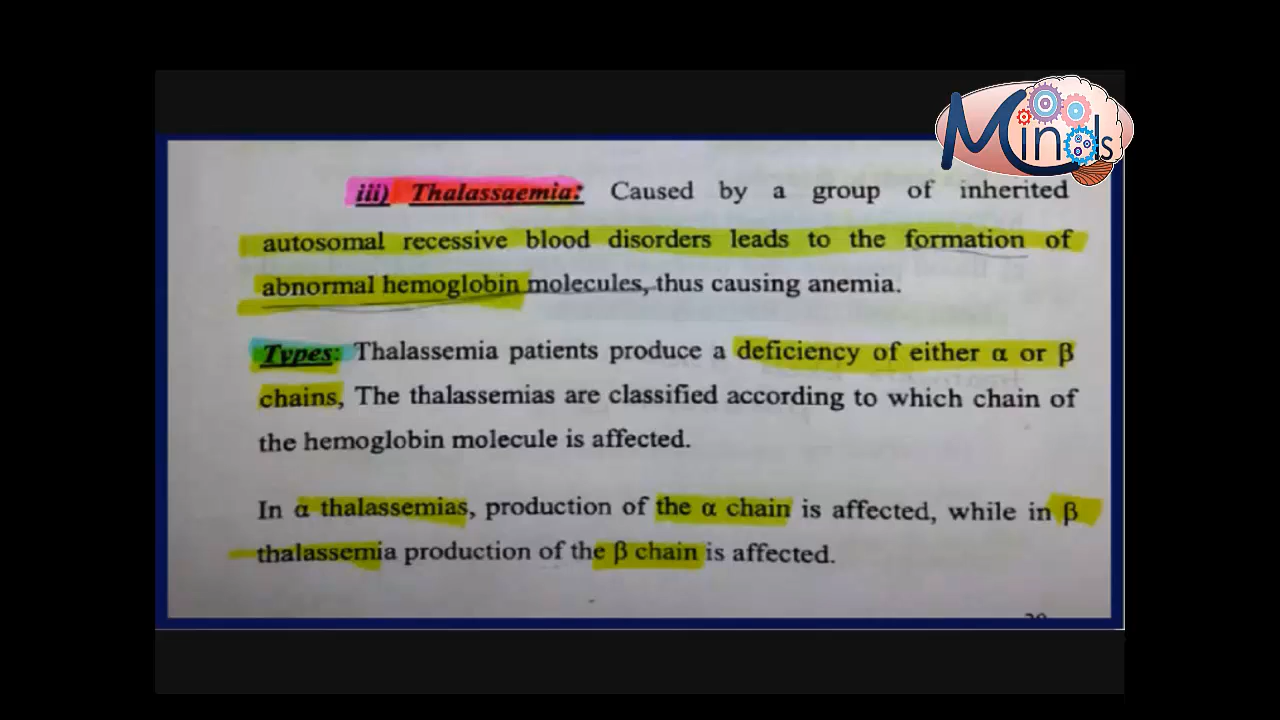 Minds
iii) Thalassaemia: Caused by a group of inherited
autosomal recessive blood disorders leads to the formation of
abnormal hemoglobin molecules, thus causing anemia.
Types: Thalassemia patients produce a deficiency of either α or β
chains, The thalassemias are classified according to which chain of
the hemoglobin molecule is affected.
In α thalassemias, production of the α chain is affected, while in β
thalassemia production of the β chain is affected.